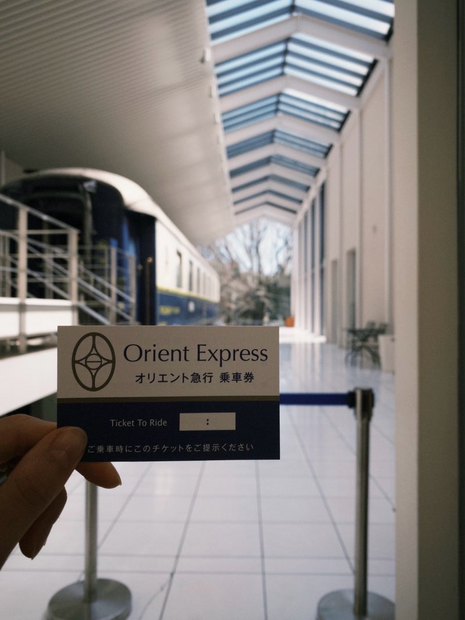 Orient Express
オリエント急行 乗車券
Ticket To Ride
:
ご乗車時にこのチケットをご提示ください